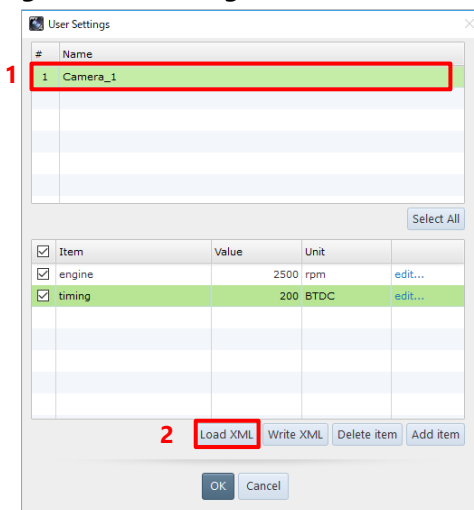 User Settings
# Name
1
1 Camera_1
Select All
Item Value Unit
engine 2500 rpm edit...
timing 200 BTDC edit...
2
Load XML Write XML Delete item Add item
OK Cancel